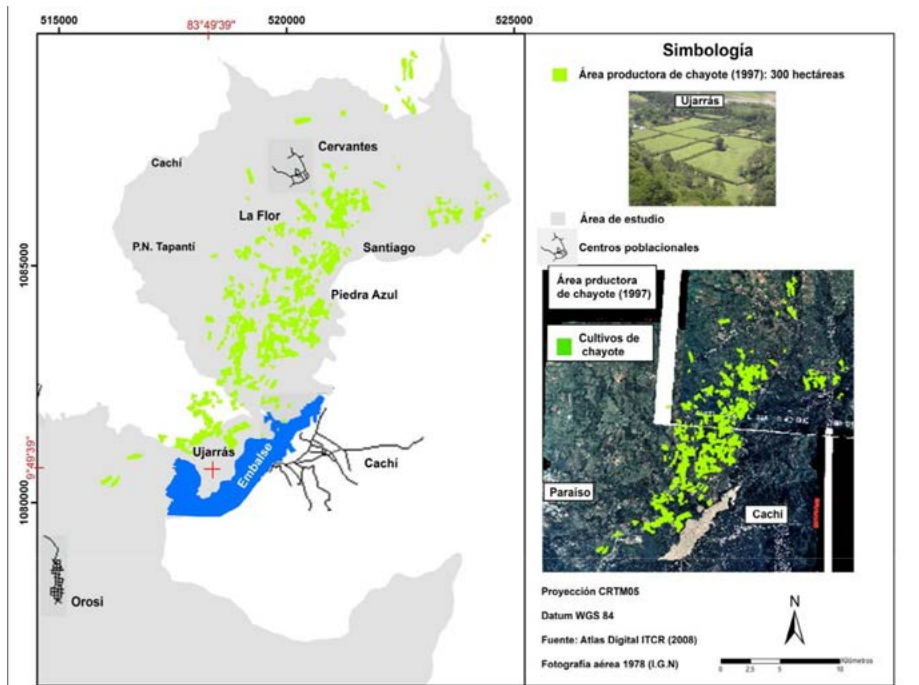 515000
83°49'39"
520000
525000
Cervantes
Cachí
La Flor
P.N. Tapantí
Santiago
1085000
Piedra Azul
Ujarrás
9°49'39"
Embalse
Cachí
1080000
Orosi
Simbología
Área productora de chayote (1997): 300 hectáreas
Ujarrás
Área de estudio
Centros poblacionales
Área prductora
de chayote (1997)
Cultivos de
chayote
Paraíso
Cachí
Proyección CRTM05
Datum WGS 84
Fuente: Atlas Digital ITCR (2008)
Fotografía aérea 1978 (I.G.N)
N
0 2.5 5 10 Kilómetros